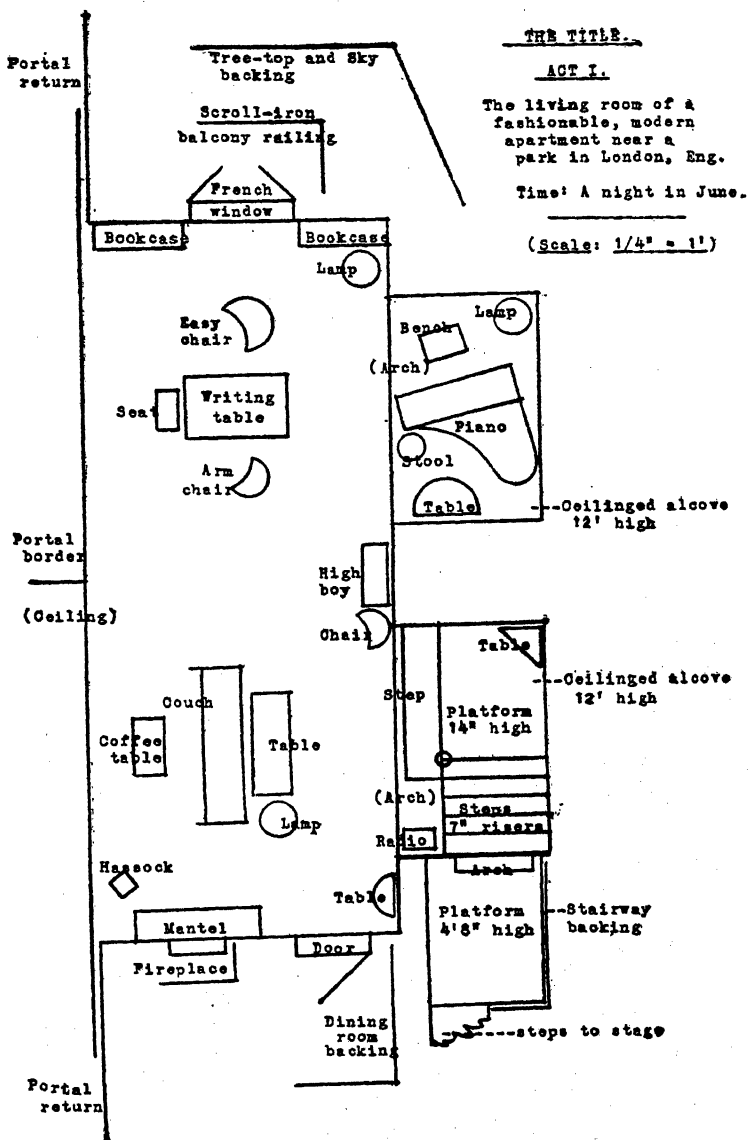 THE TITLE.
ACT I.
The living room of a
fashionable, modern
apartment near a
park in London, Eng.
Time: A night in June.
(Scale: 1/4" = 1')
Portal
return
Tree-top and Sky
backing
Scroll-iron
balcony railing
French
window
Bookcase
Bookcase
Lamp
Easy
chair
Lamp
Bench
(Arch)
Seat
Writing
table
Piano
Arm
chair
Stool
Table
Ceilinged alcove
12' high
Portal
border
High
boy
(Ceiling)
Chair
Table
Ceilinged alcove
12' high
Couch
Step
Platform
14" high
Coffee
table
Table
(Arch)
Steps
7" risers
Lamp
Radio
Hassock
Arch
Table
Platform
4'8" high
Stairway
backing
Mantel
Door
Fireplace
Dining
room
backing
steps to stage
Portal
return